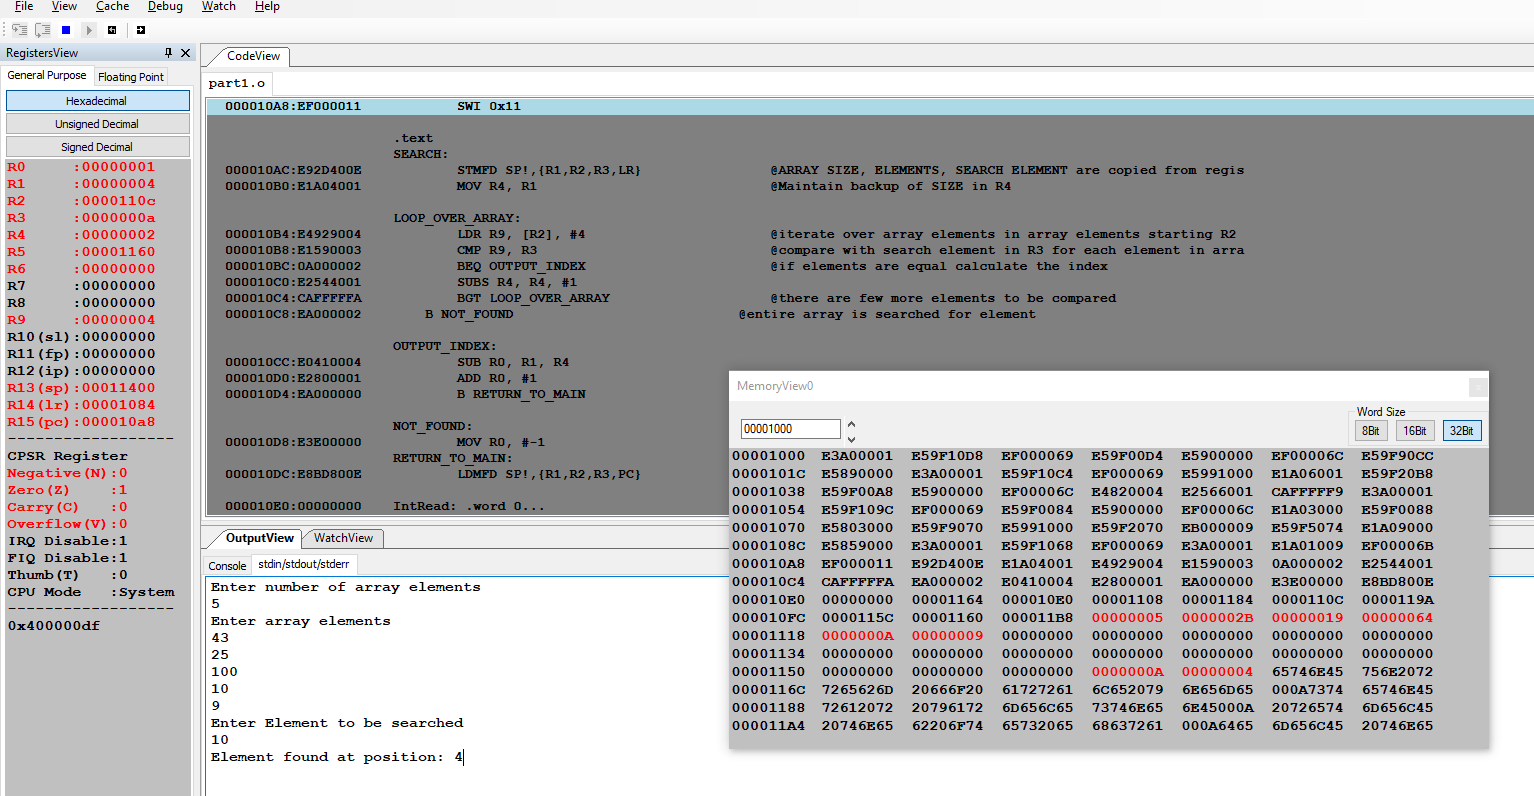 File View Cache Debug Watch Help
RegistersView
General Purpose Floating Point
Hexadecimal
Unsigned Decimal
Signed Decimal
R0 :00000001
R1 :00000004
R2 :0000110c
R3 :0000000a
R4 :00000002
R5 :00001160
R6 :00000000
R7 :00000000
R8 :00000000
R9 :00000004
R10(sl):00000000
R11(fp):00000000
R12(ip):00000000
R13(sp):00011400
R14(lr):00001084
R15(pc):000010a8
------------------
CPSR Register
Negative(N):0
Zero(Z) :1
Carry(C) :0
Overflow(V):0
IRQ Disable:1
FIQ Disable:1
Thumb(T) :0
CPU Mode :System
------------------
0x400000df
CodeView
part1.o
000010A8:EF000011 SWI 0x11
.text
SEARCH:
000010AC:E92D400E STMFD SP!,{R1,R2,R3,LR} @ARRAY SIZE, ELEMENTS, SEARCH ELEMENT are copied from regis
000010B0:E1A04001 MOV R4, R1 @Maintain backup of SIZE in R4
LOOP_OVER_ARRAY:
000010B4:E4929004 LDR R9, [R2], #4 @iterate over array elements in array elements starting R2
000010B8:E1590003 CMP R9, R3 @compare with search element in R3 for each element in arra
000010BC:0A000002 BEQ OUTPUT_INDEX @if elements are equal calculate the index
000010C0:E2544001 SUBS R4, R4, #1
000010C4:CAFFFFFA BGT LOOP_OVER_ARRAY @there are few more elements to be compared
000010C8:EA000002 B NOT_FOUND @entire array is searched for element
OUTPUT_INDEX:
000010CC:E0410004 SUB R0, R1, R4
000010D0:E2800001 ADD R0, #1
000010D4:EA000000 B RETURN_TO_MAIN
NOT_FOUND:
000010D8:E3E00000 MOV R0, #-1
RETURN_TO_MAIN:
000010DC:E8BD800E LDMFD SP!,{R1,R2,R3,PC}
000010E0:00000000 IntRead: .word 0...
OutputView WatchView
Console stdin/stdout/stderr
Enter number of array elements
5
Enter array elements
43
25
100
10
9
Enter Element to be searched
10
Element found at position: 4
MemoryView0
00001000
Word Size
8Bit 16Bit 32Bit
00001000 E3A00001 E59F10D8 EF000069 E59F00D4 E5900000 EF00006C E59F90CC
0000101C E5890000 E3A00001 E59F10C4 EF000069 E5991000 E1A06001 E59F20B8
00001038 E59F00A8 E5900000 EF00006C E4820004 E2566001 CAFFFFF9 E3A00001
00001054 E59F109C EF000069 E59F0084 E5900000 EF00006C E1A03000 E59F0088
00001070 E5803000 E59F9070 E5991000 E59F2070 EB000009 E59F5074 E1A09000
0000108C E5859000 E3A00001 E59F1068 EF000069 E3A00001 E1A01009 EF00006B
000010A8 EF000011 E92D400E E1A04001 E4929004 E1590003 0A000002 E2544001
000010C4 CAFFFFFA EA000002 E0410004 E2800001 EA000000 E3E00000 E8BD800E
000010E0 00000000 00001164 000010E0 00001108 00001184 0000110C 0000119A
000010FC 0000115C 00001160 000011B8 00000005 0000002B 00000019 00000064
00001118 0000000A 00000009 00000000 00000000 00000000 00000000 00000000
00001134 00000000 00000000 00000000 00000000 00000000 00000000 00000000
00001150 00000000 00000000 00000000 0000000A 00000004 65746E45 756E2072
0000116C 7265626D 20666F20 61727261 6C652079 6E656D65 000A7374 65746E45
00001188 72612072 20796172 6D656C65 73746E65 6E45000A 20726574 6D656C45
000011A4 20746E65 62206F74 65732065 68637261 000A6465 6D656C45 20746E65